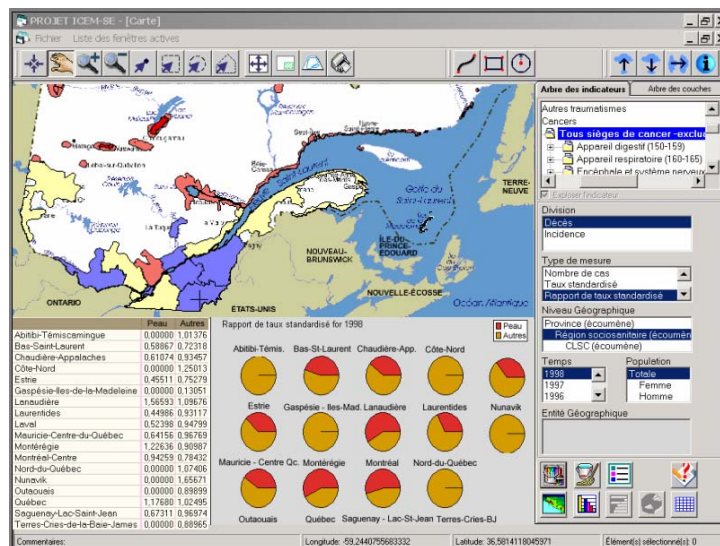 PROJET ICEM-SE - [Carte]
Fichier Liste des fenêtres actives
Arbre des indicateurs
Arbre des couches
Autres traumatismes
Cancers
Tous sièges de cancer -exclu
Appareil digestif (150-159)
Appareil respiratoire (160-165)
Encéphale et système nerveux
Exploser l'indicateur
Division
Décès
Incidence
Type de mesure
Nombre de cas
Taux standardisé
Rapport de taux standardisé
Niveau Géographique
Province (écoumène)
Région sociosanitaire (écoumèn
CLSC (écoumène)
Temps
1998
1997
1996
Population
Totale
Femme
Homme
Entité Géographique
Golfe du
Saint-Laurent
TERRE-
NEUVE
NOUVEAU-
BRUNSWICK
ÎLE-DU-
PRINCE-
EDOUARD
NOUVELLE-ÉCOSSE
ONTARIO
ÉTATS-UNIS
Océan Atlantique
Peau Autres
Abitibi-Témiscamingue 0,00000 1,01376
Bas-Saint-Laurent 0,58867 0,72318
Chaudière-Appalaches 0,61074 0,93457
Côte-Nord 0,00000 1,25013
Estrie 0,45511 0,75279
Gaspésie-Iles-de-la-Madeleine 0,00000 0,13051
Lanaudière 1,56593 1,09676
Laurentides 0,44986 0,93117
Laval 0,52398 0,94799
Mauricie-Centre-du-Québec 0,64156 0,96769
Montérégie 1,22636 0,90987
Montréal-Centre 0,94259 0,78432
Nord-du-Québec 0,00000 1,07406
Nunavik 0,00000 1,65671
Outaouais 0,00000 0,89899
Québec 1,17680 1,02495
Saguenay-Lac-Saint-Jean 0,67311 0,96974
Terres-Cries-de-la-Baie-James 0,00000 0,88965
Rapport de taux standardisé for 1998
Peau
Autres
Abitibi-Témis. Bas-St-Laurent Chaudière-App. Côte-Nord
Estrie Gaspésie - Iles-Mad. Lanaudière Laurentides Nunavik
Mauricie - Centre Qc. Montérégie Montréal Nord-du-Québec
Outaouais Québec Saguenay - Lac-St-Jean Terres-Cries-BJ
Commentaires:
Longitude: -59,2440755683332
Latitude: 36,5814118045971
Élément(s) sélectionné(s): 0